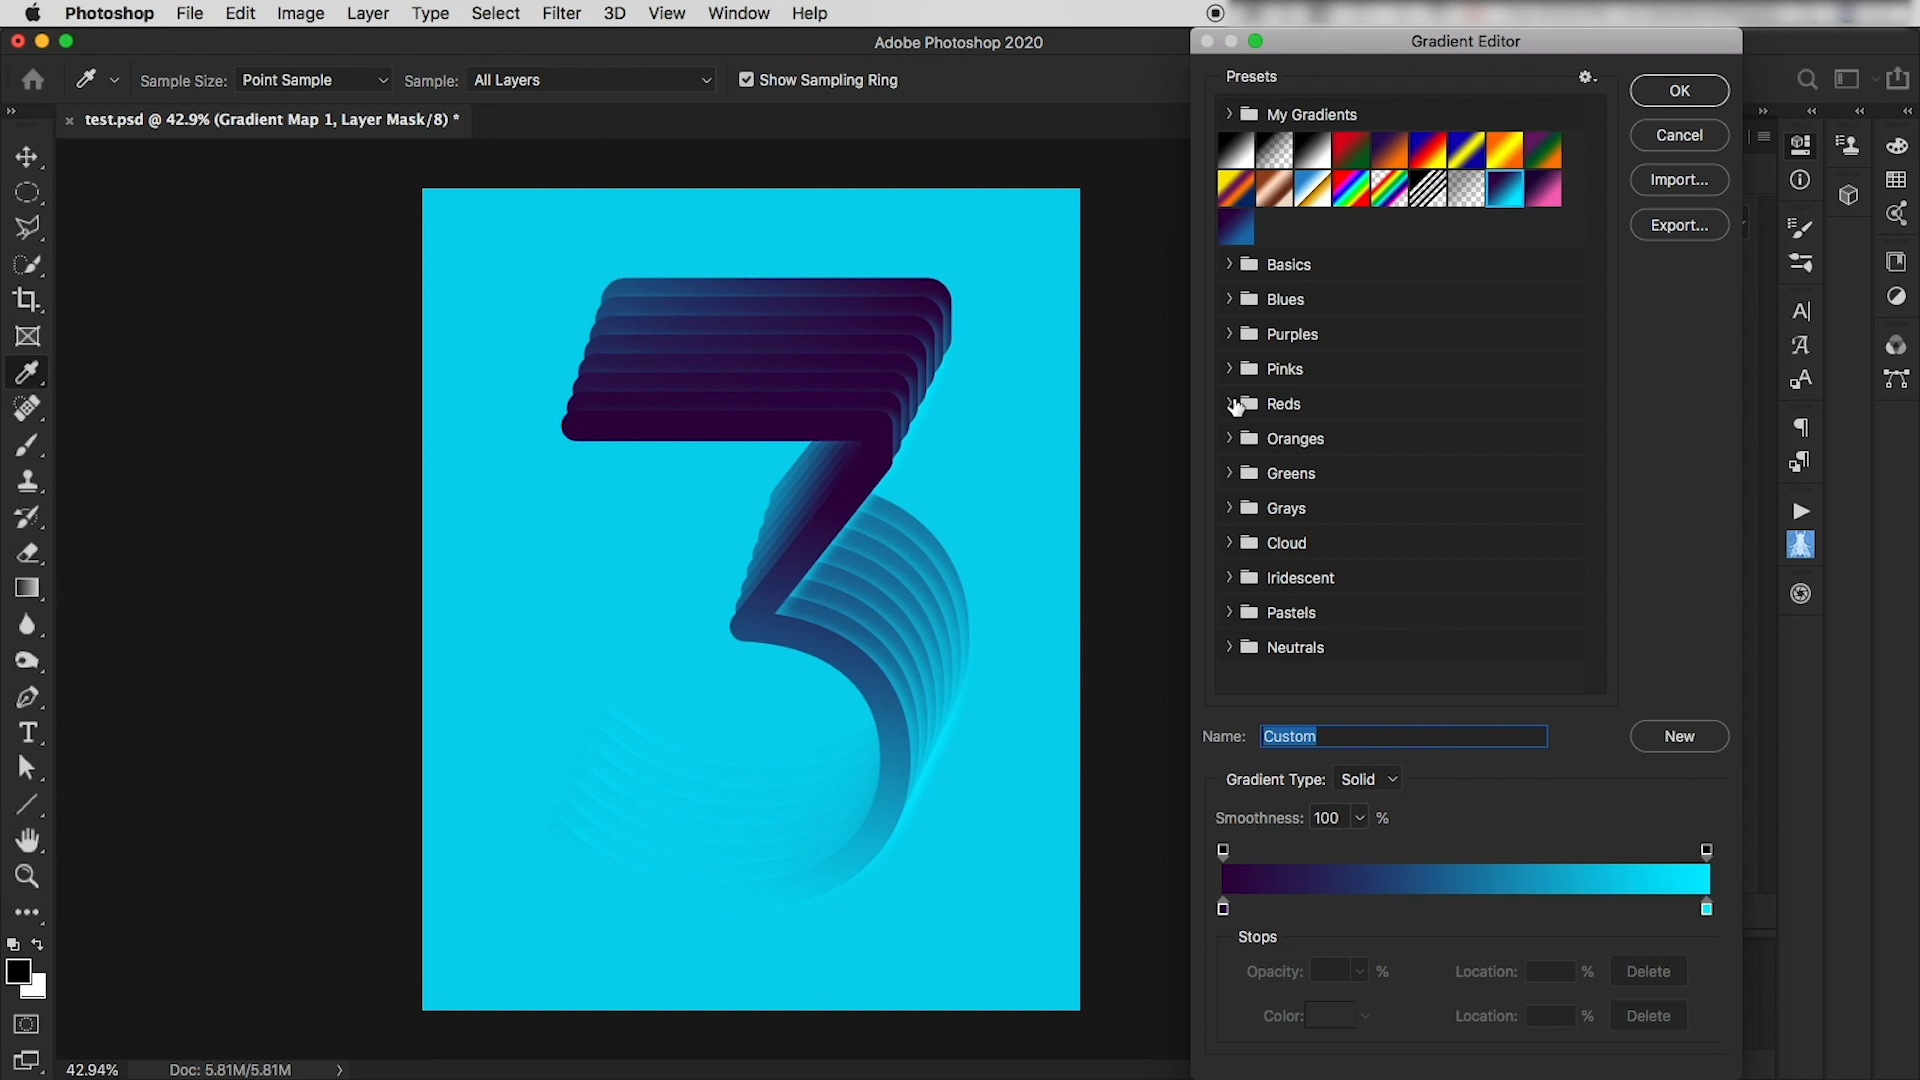 Photoshop File Edit Image Layer Type Select Filter 3D View Window Help
Adobe Photoshop 2020
Gradient Editor
Sample Size: Point Sample Sample: All Layers Show Sampling Ring
test.psd @ 42.9% (Gradient Map 1, Layer Mask/8) *
Presets
My Gradients
Basics
Blues
Purples
Pinks
Reds
Oranges
Greens
Grays
Cloud
Iridescent
Pastels
Neutrals
OK
Cancel
Import...
Export...
Name: Custom New
Gradient Type: Solid
Smoothness: 100 %
Stops
Opacity: % Location: % Delete
Color: Location: % Delete
3
42.94% Doc: 5.81M/5.81M